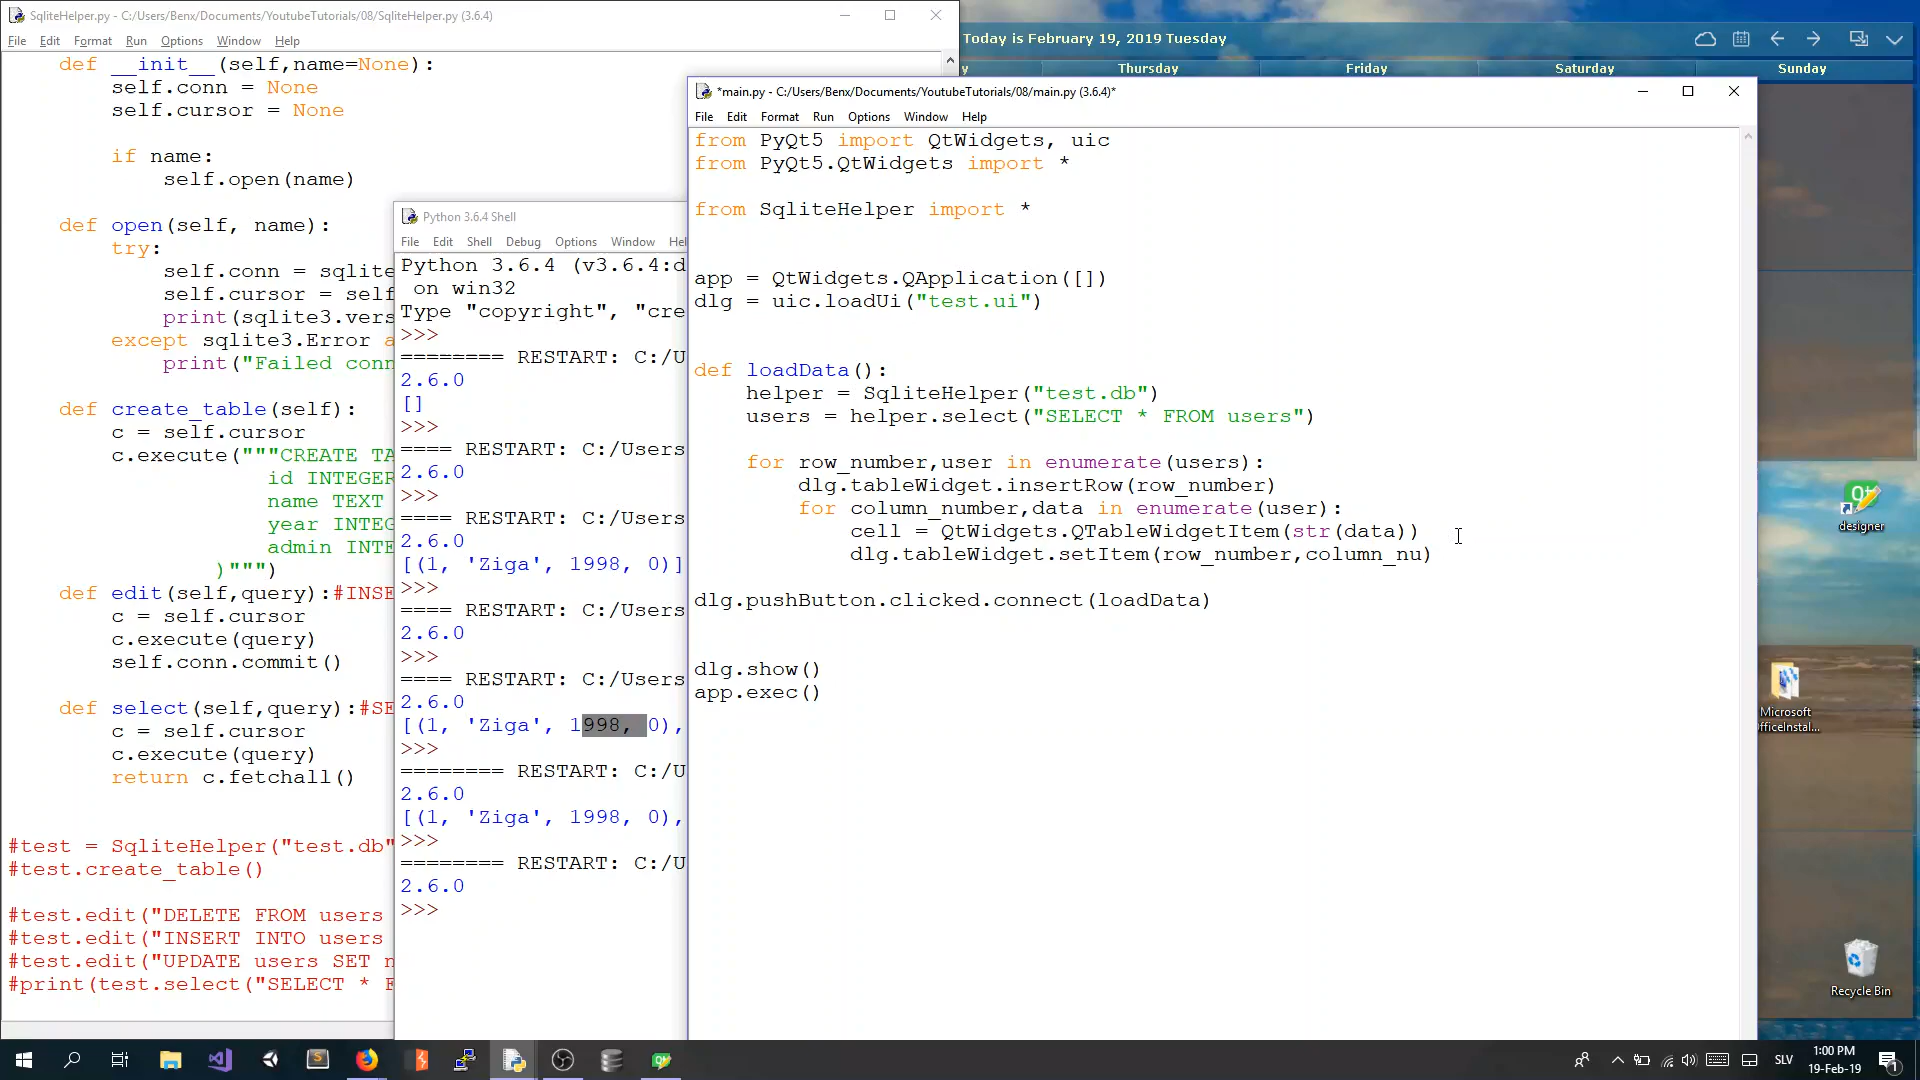 SqliteHelper.py - C:/Users/Benx/Documents/YoutubeTutorials/08/SqliteHelper.py (3.6.4)
File Edit Format Run Options Window Help
def __init__(self,name=None):
self.conn = None
self.cursor = None
if name:
self.open(name)
def open(self, name):
try:
self.conn = sqlite
self.cursor = self
print(sqlite3.vers
except sqlite3.Error a
print("Failed conn
def create_table(self):
c = self.cursor
c.execute("""CREATE TA
id INTEGER
name TEXT
year INTEG
admin INTE
)""")
def edit(self,query):#INSE
c = self.cursor
c.execute(query)
self.conn.commit()
def select(self,query):#SE
c = self.cursor
c.execute(query)
return c.fetchall()
#test = SqliteHelper("test.db"
#test.create_table()
#test.edit("DELETE FROM users
#test.edit("INSERT INTO users
#test.edit("UPDATE users SET n
#print(test.select("SELECT * F
Python 3.6.4 Shell
File Edit Shell Debug Options Window Hel
Python 3.6.4 (v3.6.4:d
on win32
Type "copyright", "cre
>>>
======== RESTART: C:/U
2.6.0
[]
>>>
==== RESTART: C:/Users
2.6.0
>>>
==== RESTART: C:/Users
2.6.0
[(1, 'Ziga', 1998, 0)]
>>>
==== RESTART: C:/Users
2.6.0
>>>
==== RESTART: C:/Users
2.6.0
[(1, 'Ziga', 1998, 0),
>>>
======== RESTART: C:/U
2.6.0
[(1, 'Ziga', 1998, 0),
>>>
======== RESTART: C:/U
2.6.0
>>>
Today is February 19, 2019 Tuesday
y Thursday Friday Saturday Sunday
*main.py - C:/Users/Benx/Documents/YoutubeTutorials/08/main.py (3.6.4)*
File Edit Format Run Options Window Help
from PyQt5 import QtWidgets, uic
from PyQt5.QtWidgets import *
from SqliteHelper import *
app = QtWidgets.QApplication([])
dlg = uic.loadUi("test.ui")
def loadData():
helper = SqliteHelper("test.db")
users = helper.select("SELECT * FROM users")
for row_number,user in enumerate(users):
dlg.tableWidget.insertRow(row_number)
for column_number,data in enumerate(user):
cell = QtWidgets.QTableWidgetItem(str(data))
dlg.tableWidget.setItem(row_number,column_nu)
dlg.pushButton.clicked.connect(loadData)
dlg.show()
app.exec()
designer
Microsoft
OfficeInstal...
Recycle Bin
SLV
1:00 PM
19-Feb-19
1